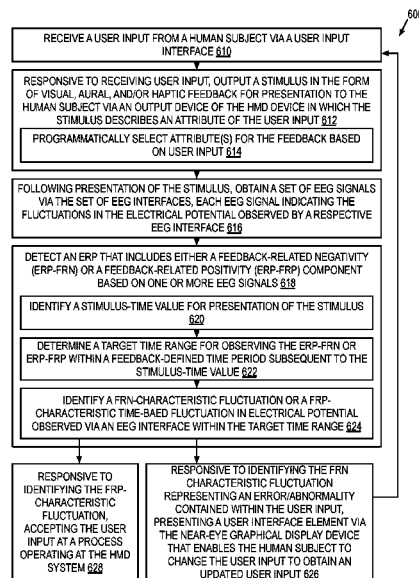 600
RECEIVE A USER INPUT FROM A HUMAN SUBJECT VIA A USER INPUT
INTERFACE 610
RESPONSIVE TO RECEIVING USER INPUT, OUTPUT A STIMULUS IN THE FORM
OF VISUAL, AURAL, AND/OR HAPTIC FEEDBACK FOR PRESENTATION TO THE
HUMAN SUBJECT VIA AN OUTPUT DEVICE OF THE HMD DEVICE IN WHICH THE
STIMULUS DESCRIBES AN ATTRIBUTE OF THE USER INPUT 612
PROGRAMMATICALLY SELECT ATTRIBUTE(S) FOR THE FEEDBACK BASED
ON USER INPUT 614
FOLLOWING PRESENTATION OF THE STIMULUS, OBTAIN A SET OF EEG SIGNALS
VIA THE SET OF EEG INTERFACES, EACH EEG SIGNAL INDICATING THE
FLUCTUATIONS IN THE ELECTRICAL POTENTIAL OBSERVED BY A RESPECTIVE
EEG INTERFACE 616
DETECT AN ERP THAT INCLUDES EITHER A FEEDBACK-RELATED NEGATIVITY
(ERP-FRN) OR A FEEDBACK-RELATED POSITIVITY (ERP-FRP) COMPONENT
BASED ON ONE OR MORE EEG SIGNALS 618
IDENTIFY A STIMULUS-TIME VALUE FOR PRESENTATION OF THE STIMULUS
620
DETERMINE A TARGET TIME RANGE FOR OBSERVING THE ERP-FRN OR
ERP-FRP WITHIN A FEEDBACK-DEFINED TIME PERIOD SUBSEQUENT TO THE
STIMULUS-TIME VALUE 622
IDENTIFY A FRN-CHARACTERISTIC FLUCTUATION OR A FRP-
CHARACTERISTIC TIME-BAED FLUCTUATION IN ELECTRICAL POTENTIAL
OBSERVED VIA AN EEG INTERFACE WITHIN THE TARGET TIME RANGE 624
RESPONSIVE TO
IDENTIFYING THE FRP-
CHARACTERISTIC
FLUCTUATION,
ACCEPTING THE USER
INPUT AT A PROCESS
OPERATING AT THE HMD
SYSTEM 628
RESPONSIVE TO IDENTIFYING THE FRN
CHARACTERISTIC FLUCTUATION
REPRESENTING AN ERROR/ABNORMALITY
CONTAINED WITHIN THE USER INPUT,
PRESENTING A USER INTERFACE ELEMENT VIA
THE NEAR-EYE GRAPHICAL DISPLAY DEVICE
THAT ENABLES THE HUMAN SUBJECT TO
CHANGE THE USER INPUT TO OBTAIN AN
UPDATED USER INPUT 626